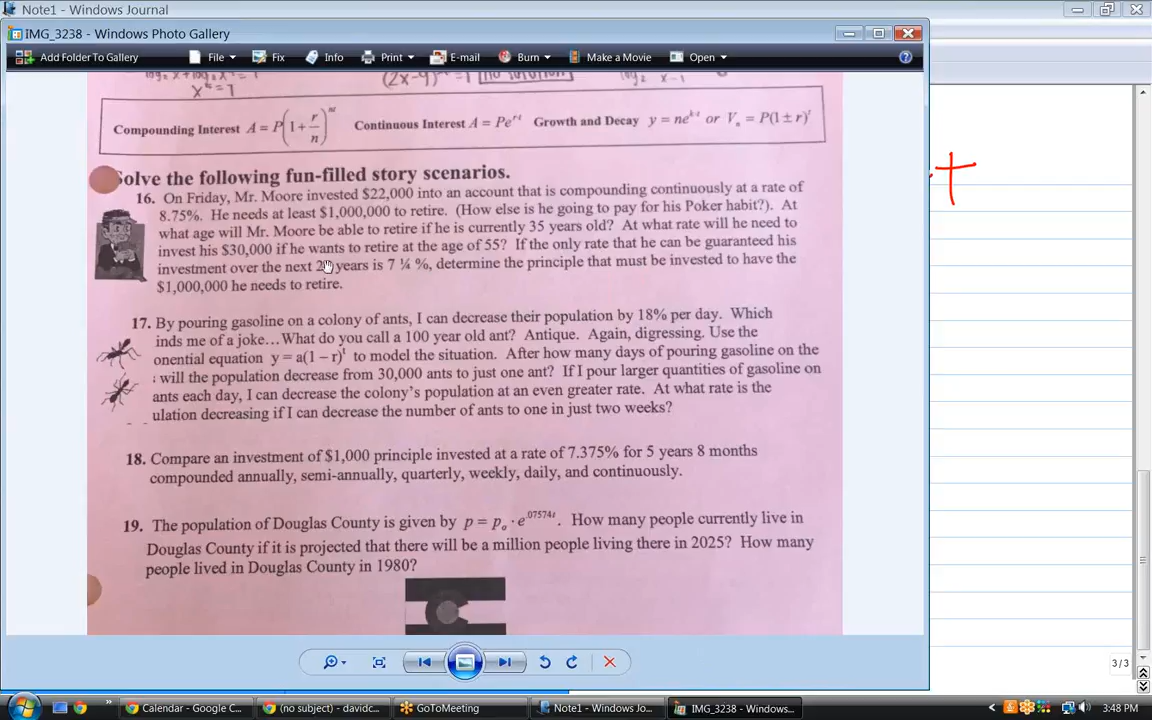 Note1 - Windows Journal
IMG_3238 - Windows Photo Gallery
Add Folder To Gallery File Fix Info Print E-mail Burn Make a Movie Open
(2x-4) = 1 no solution
x = 1
Compounding Interest A = P(1 + r/n)^nt Continuous Interest A = Pe^rt Growth and Decay y = ne^kt or Vn = P(1 ± r)^t
Solve the following fun-filled story scenarios.
16. On Friday, Mr. Moore invested $22,000 into an account that is compounding continuously at a rate of
8.75%. He needs at least $1,000,000 to retire. (How else is he going to pay for his Poker habit?). At
what age will Mr. Moore be able to retire if he is currently 35 years old? At what rate will he need to
invest his $30,000 if he wants to retire at the age of 55? If the only rate that he can be guaranteed his
investment over the next years is 7 ¼ %, determine the principle that must be invested to have the
$1,000,000 he needs to retire.
17. By pouring gasoline on a colony of ants, I can decrease their population by 18% per day. Which
inds me of a joke…What do you call a 100 year old ant? Antique. Again, digressing. Use the
onential equation y = a(1 – r)^t to model the situation. After how many days of pouring gasoline on the
will the population decrease from 30,000 ants to just one ant? If I pour larger quantities of gasoline on
ants each day, I can decrease the colony's population at an even greater rate. At what rate is the
ulation decreasing if I can decrease the number of ants to one in just two weeks?
18. Compare an investment of $1,000 principle invested at a rate of 7.375% for 5 years 8 months
compounded annually, semi-annually, quarterly, weekly, daily, and continuously.
19. The population of Douglas County is given by p = p₀ · e^.07574t. How many people currently live in
Douglas County if it is projected that there will be a million people living there in 2025? How many
people lived in Douglas County in 1980?
t
3/3
Calendar - Google C... (no subject) - davidc... GoToMeeting Note1 - Windows Jo... IMG_3238 - Windows... 3:48 PM